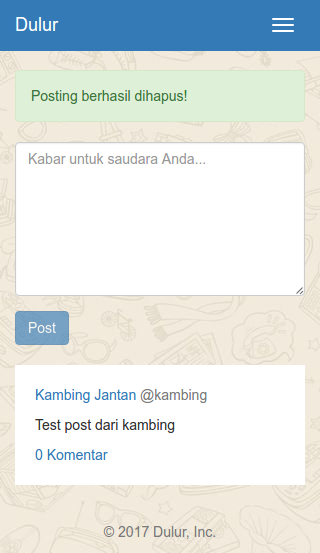 Dulur
Posting berhasil dihapus!
Kabar untuk saudara Anda...
Post
Kambing Jantan @kambing
Test post dari kambing
0 Komentar
© 2017 Dulur, Inc.